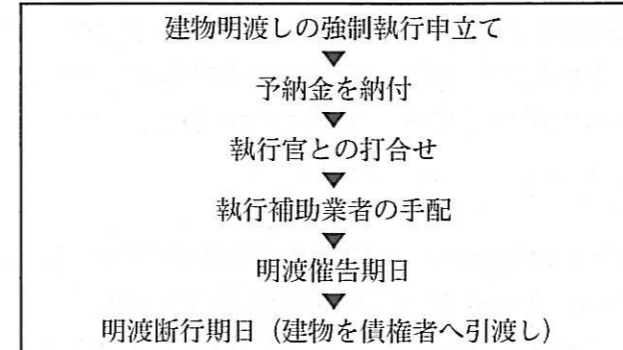 建物明渡しの強制執行申立て
▼
予納金を納付
▼
執行官との打合せ
▼
執行補助業者の手配
▼
明渡催告期日
▼
明渡断行期日（建物を債権者へ引渡し）